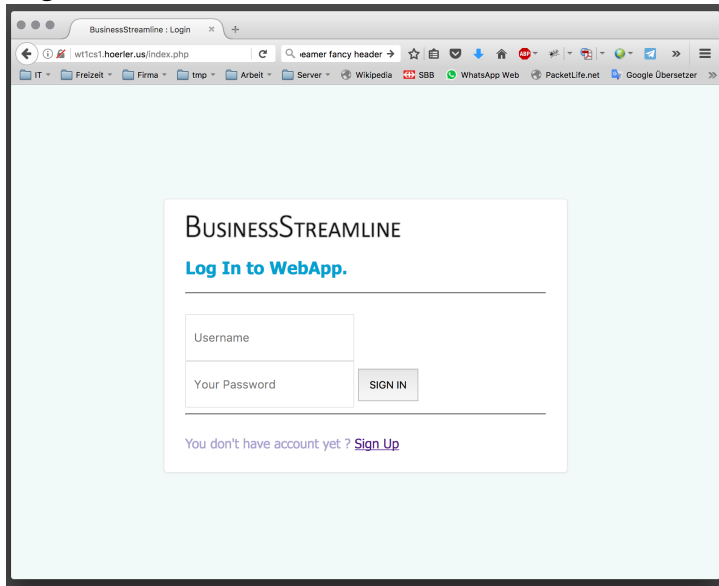 BusinessStreamline : Login × +
wt1cs1.hoerler.us/index.php eamer fancy header → ABP
IT Freizeit Firma tmp Arbeit Server Wikipedia SBB WhatsApp Web PacketLife.net Google Übersetzer
BUSINESSSTREAMLINE
Log In to WebApp.
Username
Your Password SIGN IN
You don't have account yet ? Sign Up